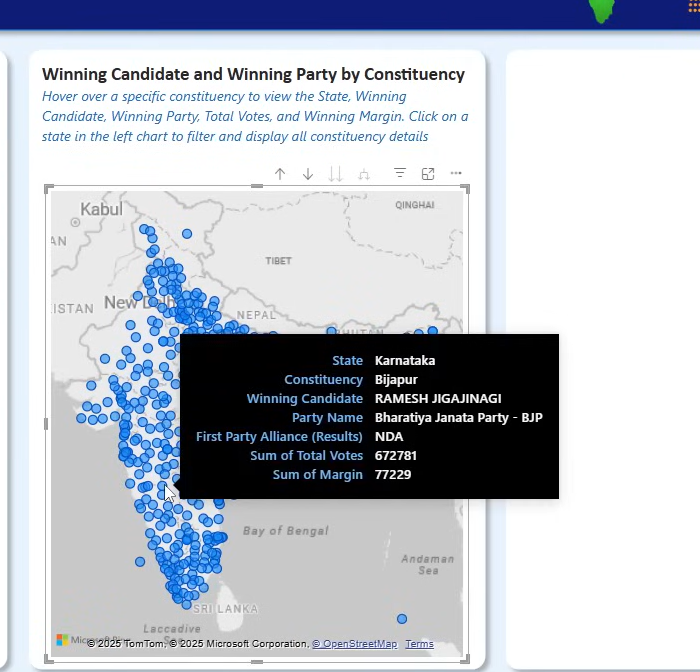 Winning Candidate and Winning Party by Constituency
Hover over a specific constituency to view the State, Winning
Candidate, Winning Party, Total Votes, and Winning Margin. Click on a
state in the left chart to filter and display all constituency details
Kabul
QINGHAI
AN
TIBET
ISTAN
New Delh
NEPAL
BHUTAN
State Karnataka
Constituency Bijapur
Winning Candidate RAMESH JIGAJINAGI
Party Name Bharatiya Janata Party - BJP
First Party Alliance (Results) NDA
Sum of Total Votes 672781
Sum of Margin 77229
Bay of Bengal
Andaman
Sea
SRI LANKA
Laccadive
Microsoft
© 2025 TomTom, © 2025 Microsoft Corporation, © OpenStreetMap Terms